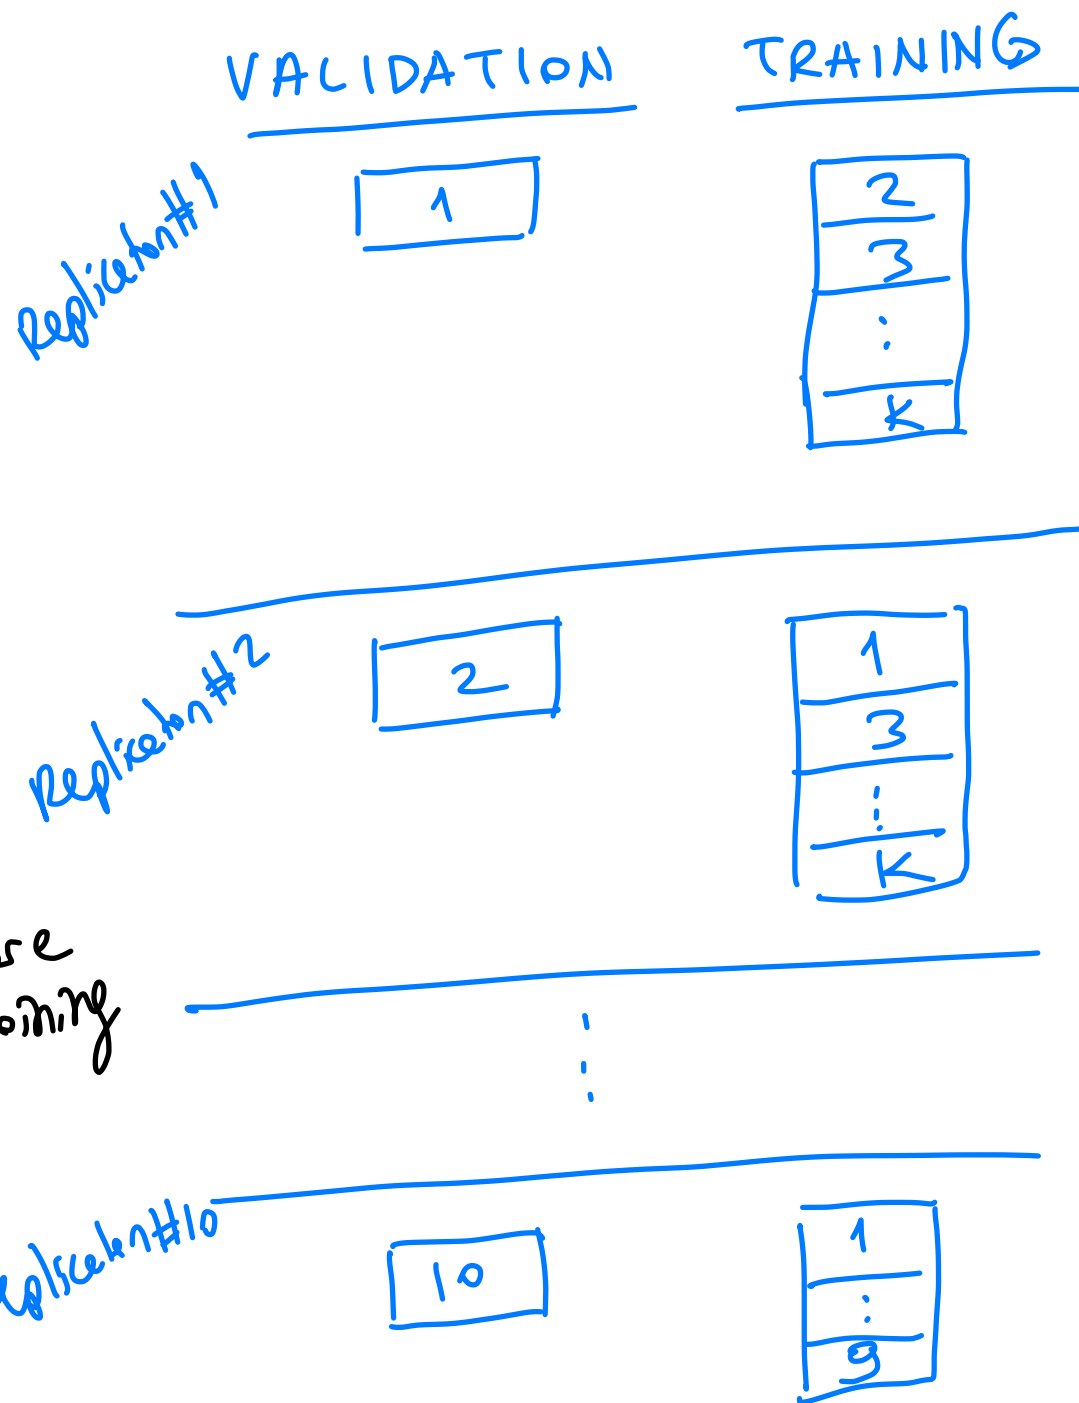 VALIDATION TRAINING
Replication #1
1
2
3
⋮
K
Replication #2
2
1
3
⋮
K
⋮
10
1
⋮
9